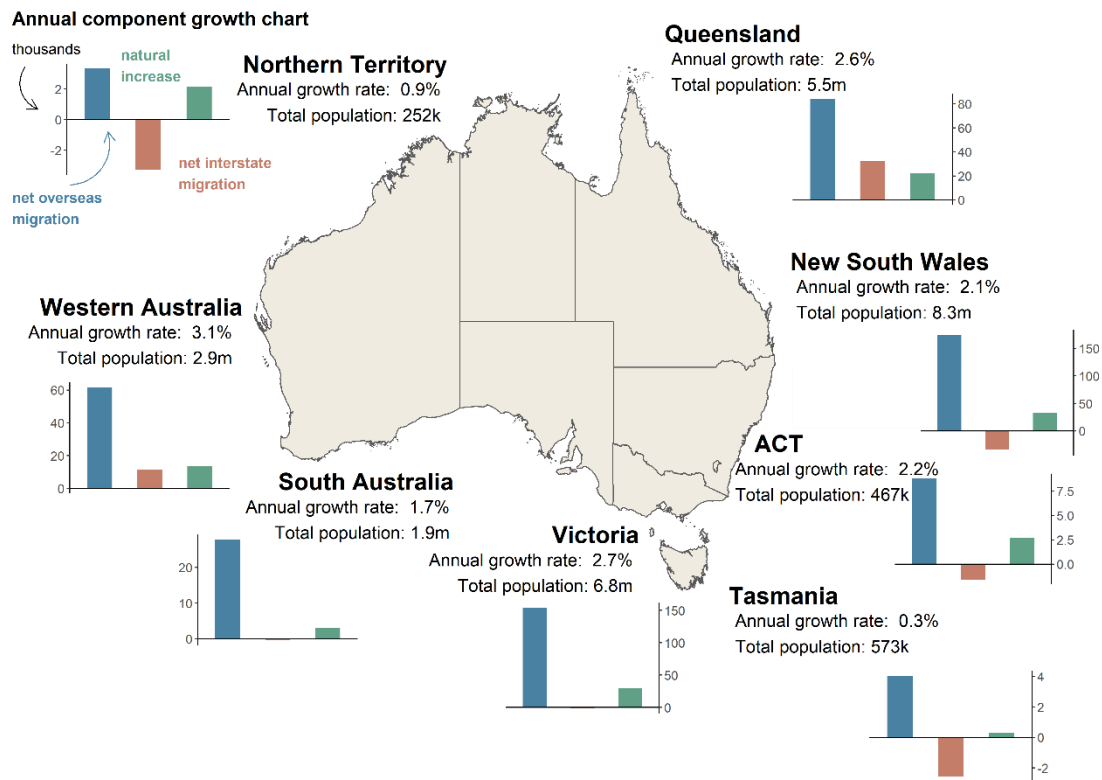 Annual component growth chart
thousands
natural
increase
2
0
-2
net interstate
migration
net overseas
migration
Northern Territory
Annual growth rate: 0.9%
Total population: 252k
Queensland
Annual growth rate: 2.6%
Total population: 5.5m
80
60
40
20
0
New South Wales
Annual growth rate: 2.1%
Total population: 8.3m
150
100
50
0
Western Australia
Annual growth rate: 3.1%
Total population: 2.9m
60
40
20
0
ACT
Annual growth rate: 2.2%
Total population: 467k
7.5
5.0
2.5
0.0
South Australia
Annual growth rate: 1.7%
Total population: 1.9m
20
10
0
Victoria
Annual growth rate: 2.7%
Total population: 6.8m
150
100
50
0
Tasmania
Annual growth rate: 0.3%
Total population: 573k
4
2
0
-2